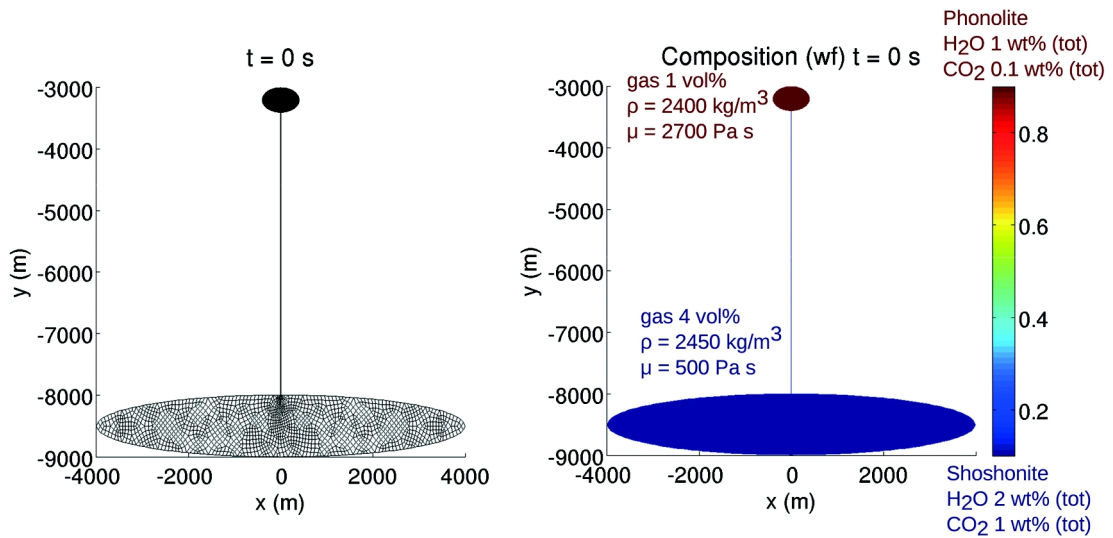 t = 0 s
-3000
-4000
-5000
-6000
-7000
-8000
-9000
y (m)
-4000 -2000 0 2000 4000
x (m)
Composition (wf) t = 0 s
gas 1 vol%
ρ = 2400 kg/m3
μ = 2700 Pa s
-3000
-4000
-5000
-6000
-7000
-8000
-9000
y (m)
gas 4 vol%
ρ = 2450 kg/m3
μ = 500 Pa s
-4000 -2000 0 2000
x (m)
Phonolite
H2O 1 wt% (tot)
CO2 0.1 wt% (tot)
0.8
0.6
0.4
0.2
Shoshonite
H2O 2 wt% (tot)
CO2 1 wt% (tot)